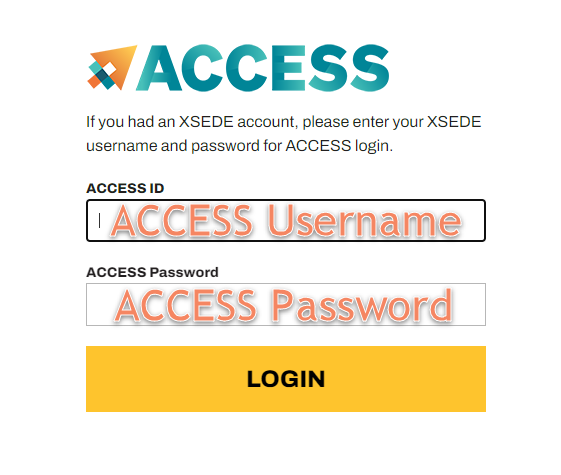 ACCESS
If you had an XSEDE account, please enter your XSEDE
username and password for ACCESS login.
ACCESS ID
ACCESS Username
ACCESS Password
ACCESS Password
LOGIN